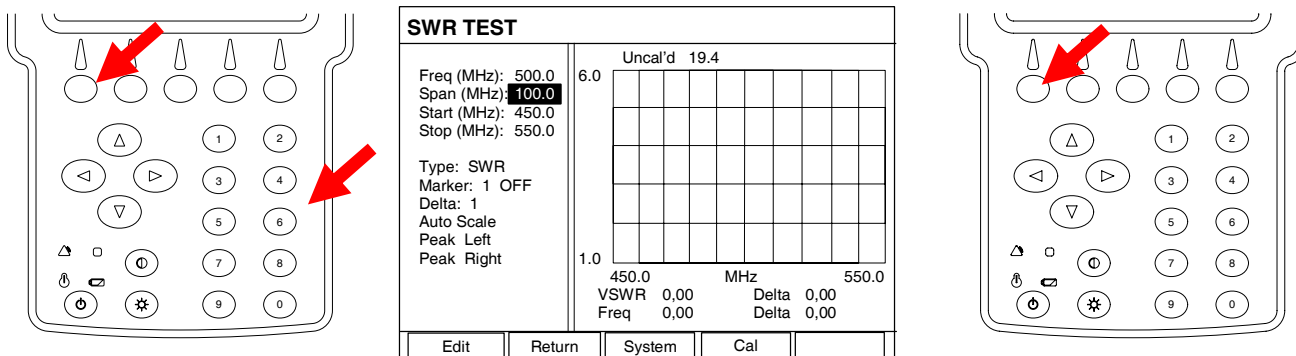 1 2
3 4
5 6
7 8
9 0
SWR TEST
Freq (MHz): 500.0
Span (MHz): 100.0
Start (MHz): 450.0
Stop (MHz): 550.0
Type: SWR
Marker: 1 OFF
Delta: 1
Auto Scale
Peak Left
Peak Right
Uncal'd 19.4
6.0
1.0
450.0 MHz 550.0
VSWR 0,00 Delta 0,00
Freq 0,00 Delta 0,00
Edit Return System Cal
1 2
3 4
5 6
7 8
9 0